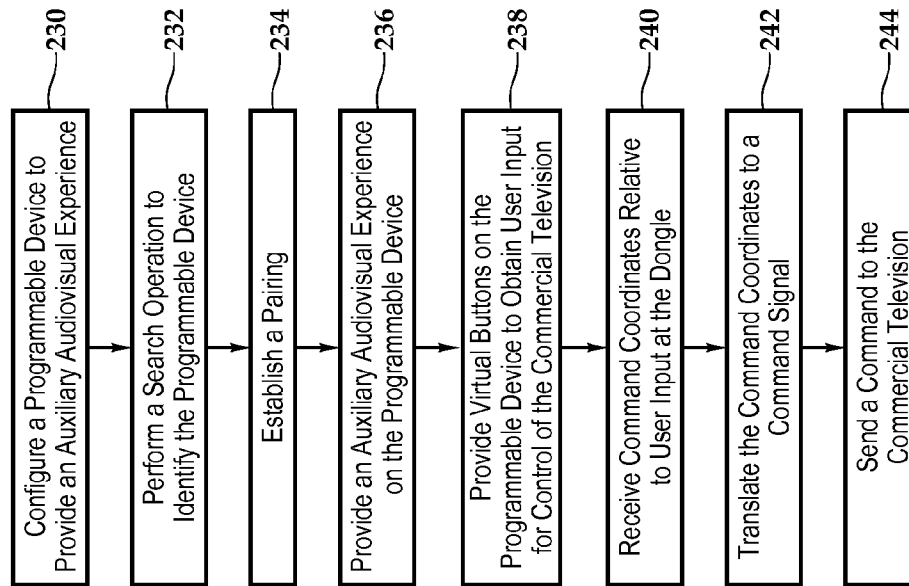 Configure a Programmable Device to
Provide an Auxiliary Audiovisual Experience
230
Perform a Search Operation to
Identify the Programmable Device
232
Establish a Pairing
234
Provide an Auxiliary Audiovisual Experience
on the Programmable Device
236
Provide Virtual Buttons on the
Programmable Device to Obtain User Input
for Control of the Commercial Television
238
Receive Command Coordinates Relative
to User Input at the Dongle
240
Translate the Command Coordinates to a
Command Signal
242
Send a Command to the
Commercial Television
244